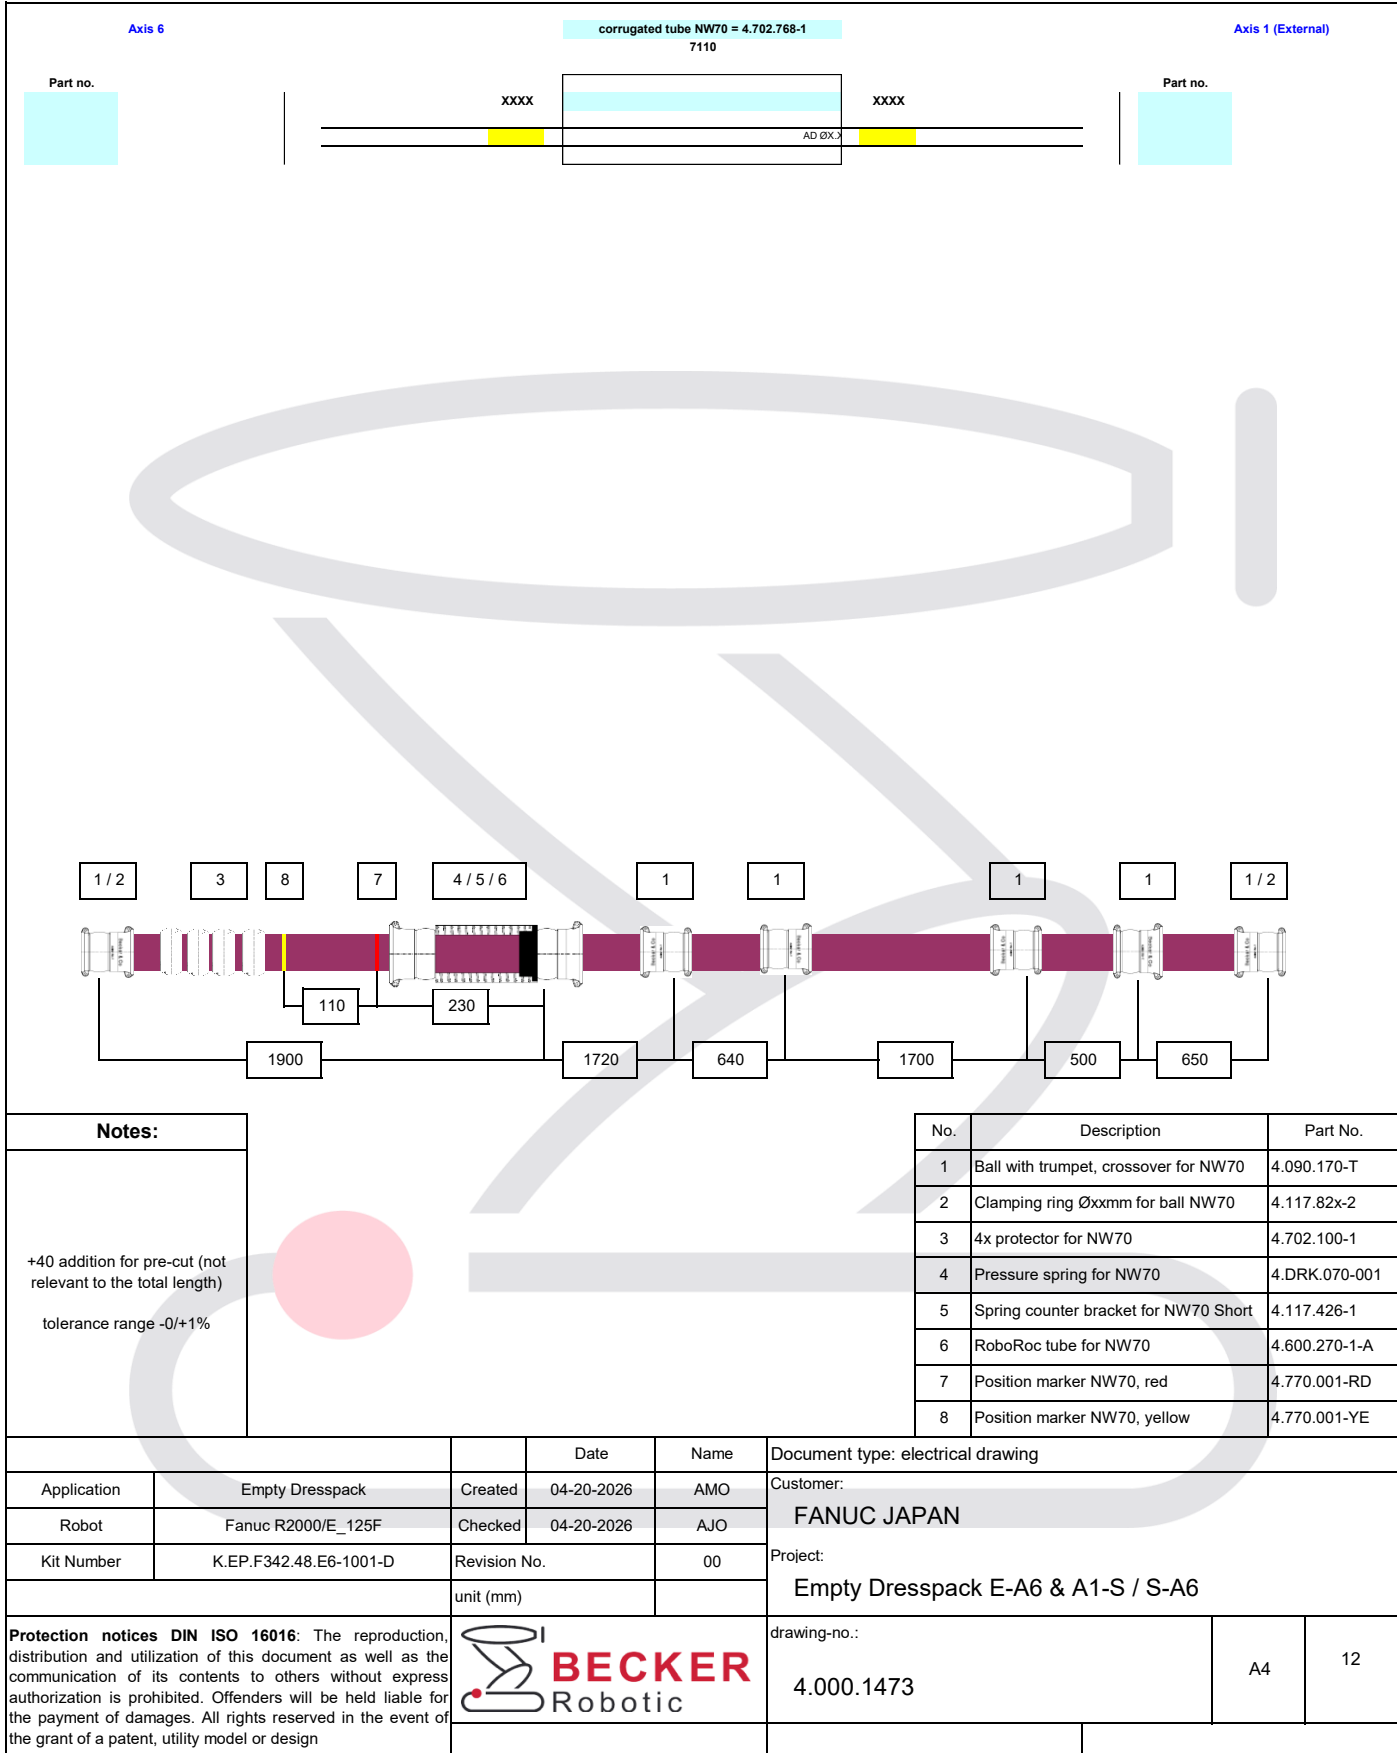 Axis 6
corrugated tube NW70 = 4.702.768-1
Axis 1 (External)
7110
Part no.
Part no.
XXXX
XXXX
AD ØX.X
1 / 2
3
8
7
4 / 5 / 6
1
1
1
1
1 / 2
110
230
1900
1720
640
1700
500
650
Notes:
+40 addition for pre-cut (not
relevant to the total length)
tolerance range -0/+1%
No. Description Part No.
1 Ball with trumpet, crossover for NW70 4.090.170-T
2 Clamping ring Øxxmm for ball NW70 4.117.82x-2
3 4x protector for NW70 4.702.100-1
4 Pressure spring for NW70 4.DRK.070-001
5 Spring counter bracket for NW70 Short 4.117.426-1
6 RoboRoc tube for NW70 4.600.270-1-A
7 Position marker NW70, red 4.770.001-RD
8 Position marker NW70, yellow 4.770.001-YE
Date Name
Application Empty Dresspack Created 04-20-2026 AMO
Robot Fanuc R2000/E_125F Checked 04-20-2026 AJO
Kit Number K.EP.F342.48.E6-1001-D Revision No. 00
unit (mm)
Document type: electrical drawing
Customer:
FANUC JAPAN
Project:
Empty Dresspack E-A6 & A1-S / S-A6
Protection notices DIN ISO 16016: The reproduction,
distribution and utilization of this document as well as the
communication of its contents to others without express
authorization is prohibited. Offenders will be held liable for
the payment of damages. All rights reserved in the event of
the grant of a patent, utility model or design
BECKER
Robotic
drawing-no.:
4.000.1473
A4
12